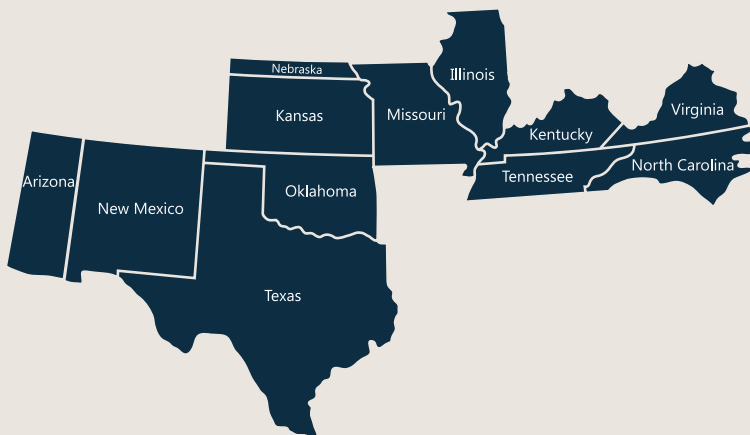 Illinois
Nebraska
Kansas
Missouri
Virginia
Kentucky
North Carolina
Tennessee
Arizona
Oklahoma
New Mexico
Texas